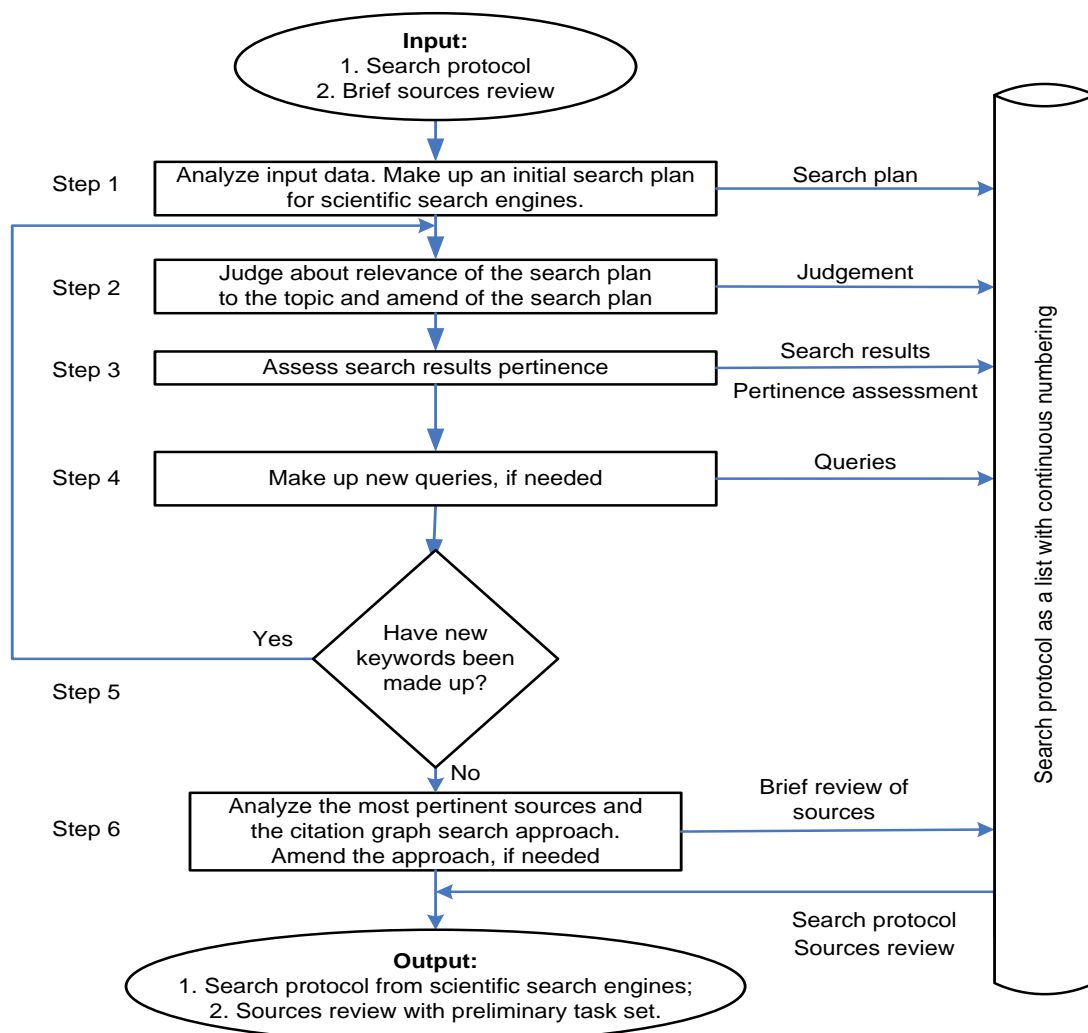 Input:
1. Search protocol
2. Brief sources review
Step 1
Analyze input data. Make up an initial search plan
for scientific search engines.
Search plan
Step 2
Judge about relevance of the search plan
to the topic and amend of the search plan
Judgement
Step 3
Assess search results pertinence
Search results
Pertinence assessment
Step 4
Make up new queries, if needed
Queries
Yes
Have new
keywords been
made up?
Step 5
No
Step 6
Analyze the most pertinent sources and
the citation graph search approach.
Amend the approach, if needed
Brief review of
sources
Search protocol
Sources review
Search protocol as a list with continuous numbering
Output:
1. Search protocol from scientific search engines;
2. Sources review with preliminary task set.